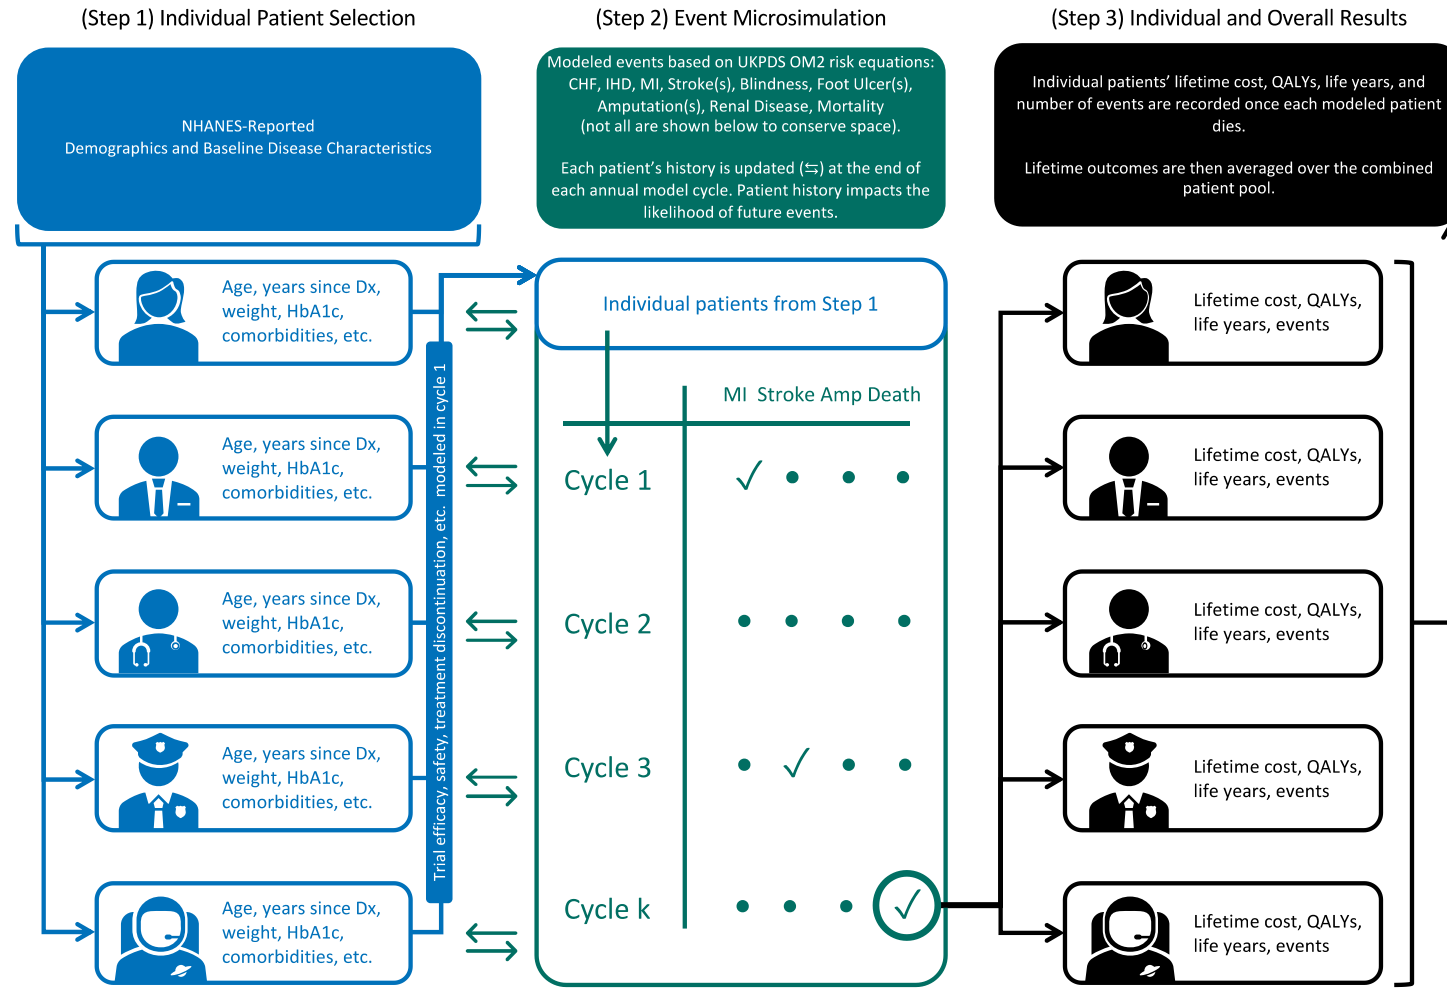 (Step 1) Individual Patient Selection
(Step 2) Event Microsimulation
(Step 3) Individual and Overall Results
NHANES-Reported
Demographics and Baseline Disease Characteristics
Modeled events based on UKPDS OM2 risk equations:
CHF, IHD, MI, Stroke(s), Blindness, Foot Ulcer(s),
Amputation(s), Renal Disease, Mortality
(not all are shown below to conserve space).
Each patient’s history is updated (⇆) at the end of
each annual model cycle. Patient history impacts the
likelihood of future events.
Individual patients’ lifetime cost, QALYs, life years, and
number of events are recorded once each modeled patient
dies.
Lifetime outcomes are then averaged over the combined
patient pool.
Age, years since Dx,
weight, HbA1c,
comorbidities, etc.
Age, years since Dx,
weight, HbA1c,
comorbidities, etc.
Age, years since Dx,
weight, HbA1c,
comorbidities, etc.
Age, years since Dx,
weight, HbA1c,
comorbidities, etc.
Age, years since Dx,
weight, HbA1c,
comorbidities, etc.
Trial efficacy, safety, treatment discontinuation, etc. modeled in cycle 1
Individual patients from Step 1
MI Stroke Amp Death
Cycle 1
Cycle 2
Cycle 3
Cycle k
Lifetime cost, QALYs,
life years, events
Lifetime cost, QALYs,
life years, events
Lifetime cost, QALYs,
life years, events
Lifetime cost, QALYs,
life years, events
Lifetime cost, QALYs,
life years, events